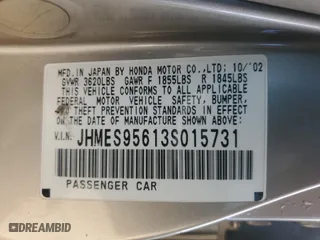 MFD. IN JAPAN BY HONDA MOTOR CO.,LTD; 10/'02
GVWR 3620LBS GAWR F 1855LBS R 1845LBS
THIS VEHICLE CONFORMS TO ALL APPLICABLE
FEDERAL MOTOR VEHICLE SAFETY, BUMPER,
THEFT PREVENTION STANDARDS IN EFFECT
ON THE DATE OF MANUFACTURE SHOWN ABOVE.
V.I.N: JHMES95613S015731
PASSENGER CAR
DREAMBID